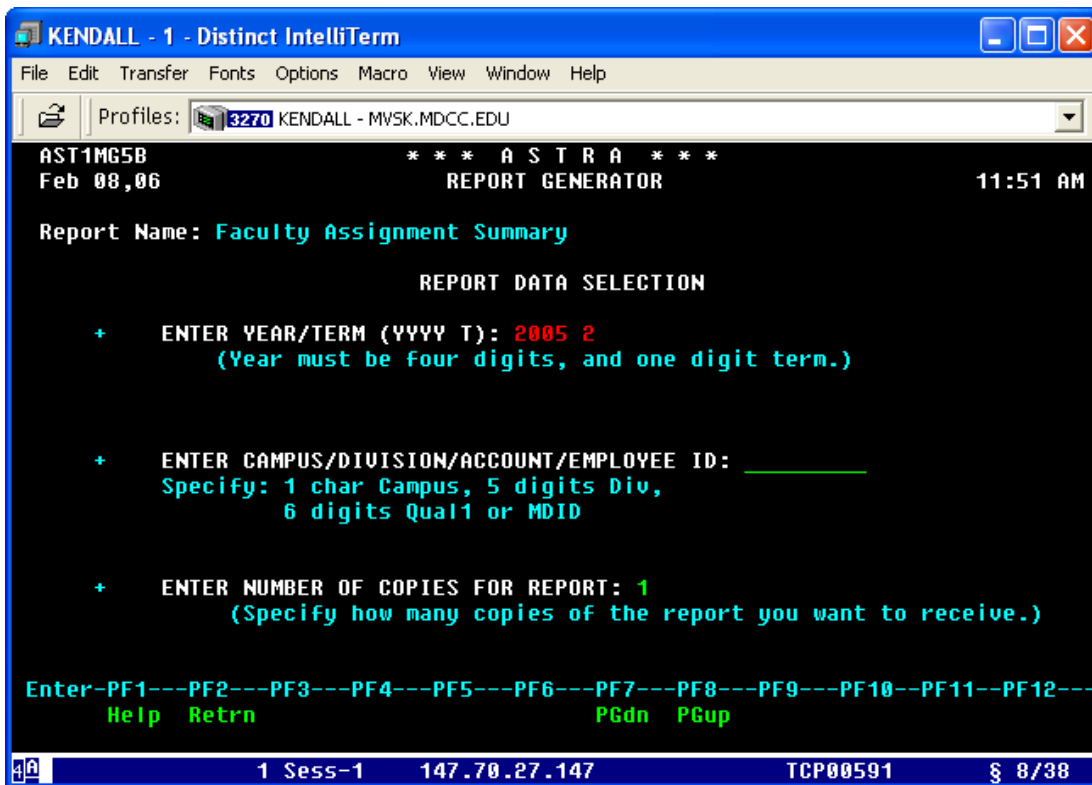 KENDALL - 1 - Distinct IntelliTerm
File Edit Transfer Fonts Options Macro View Window Help
Profiles: 3270 KENDALL - MVSK.MDCC.EDU
AST1MG5B * * * A S T R A * * *
Feb 08,06 REPORT GENERATOR 11:51 AM
Report Name: Faculty Assignment Summary
REPORT DATA SELECTION
+ ENTER YEAR/TERM (YYYY T): 2005 2
(Year must be four digits, and one digit term.)
+ ENTER CAMPUS/DIVISION/ACCOUNT/EMPLOYEE ID: __________
Specify: 1 char Campus, 5 digits Div,
6 digits Qual1 or MDID
+ ENTER NUMBER OF COPIES FOR REPORT: 1
(Specify how many copies of the report you want to receive.)
Enter-PF1---PF2---PF3---PF4---PF5---PF6---PF7---PF8---PF9---PF10--PF11--PF12---
Help Retrn PGdn PGup
4A 1 Sess-1 147.70.27.147 TCP00591 § 8/38